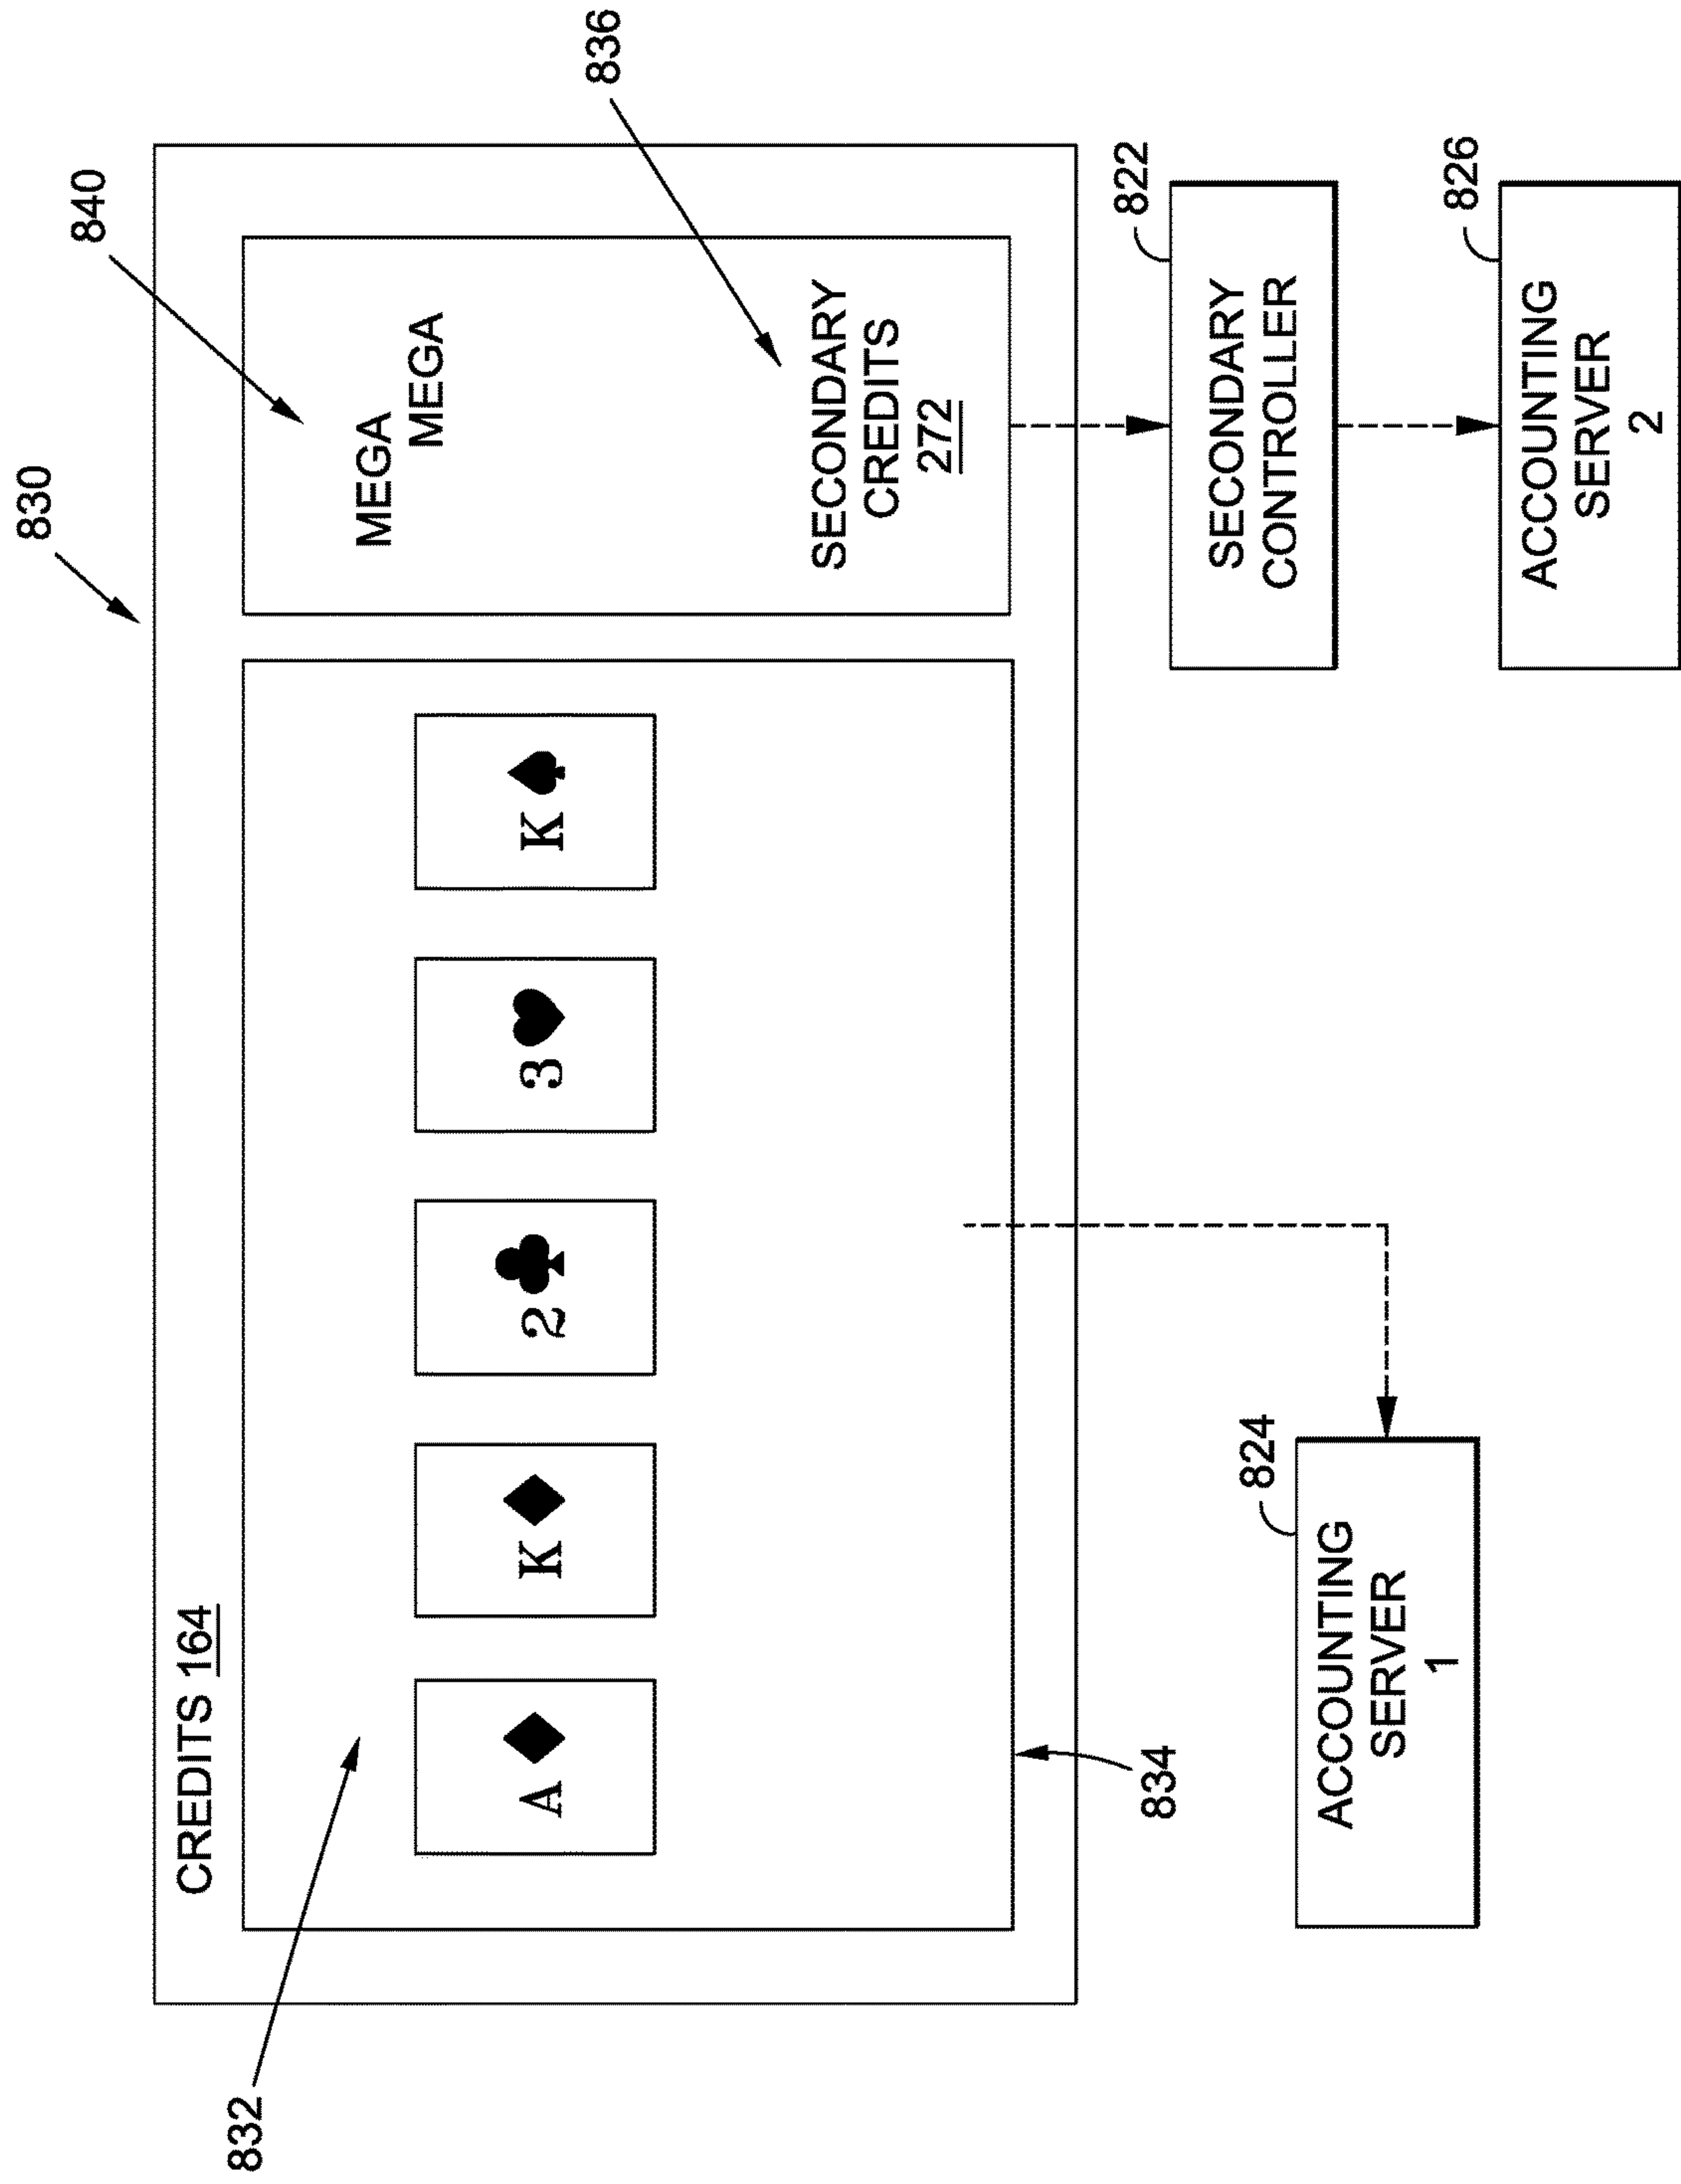 830
840
CREDITS 164
832
MEGA
MEGA
836
A♦
K♦
2♣
3♥
K♠
SECONDARY
CREDITS
272
834
822
SECONDARY
CONTROLLER
824
ACCOUNTING
SERVER
1
826
ACCOUNTING
SERVER
2